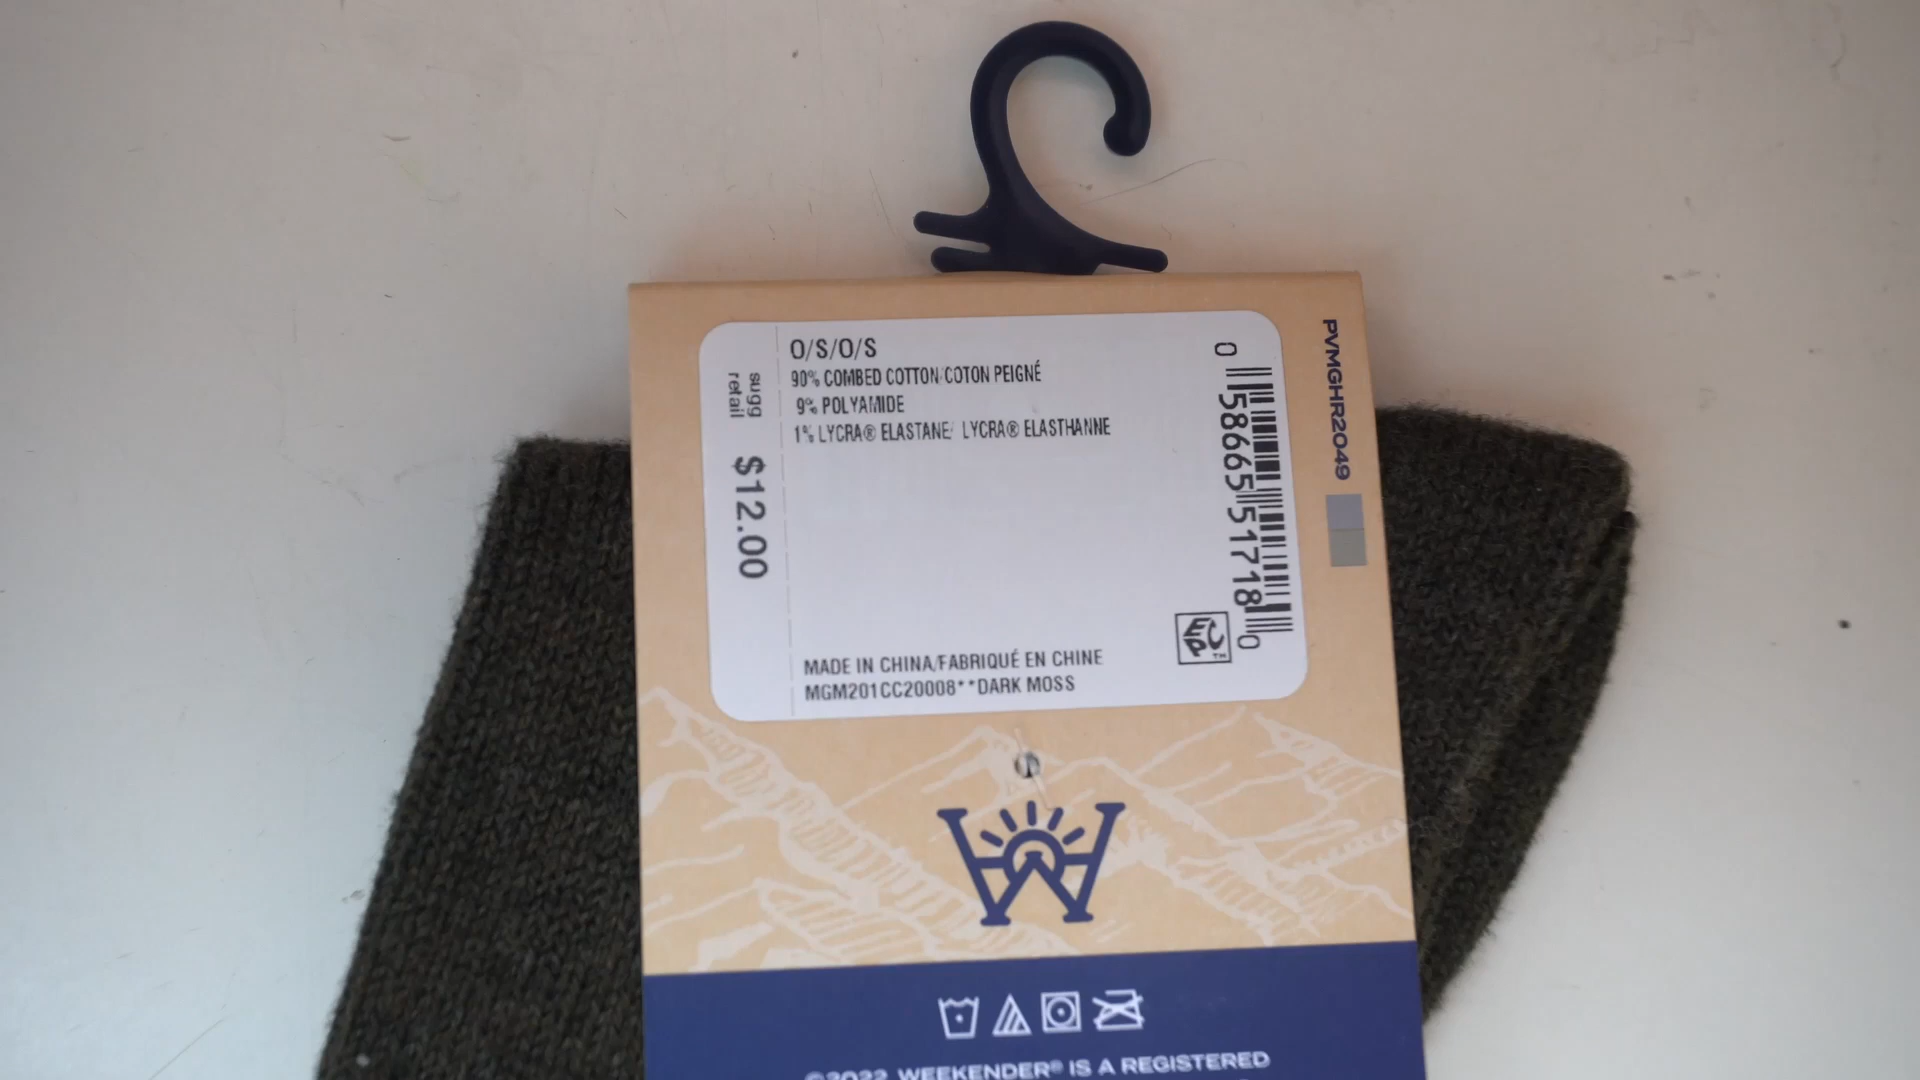 O/S/O/S
90% COMBED COTTON/COTON PEIGNÉ
9% POLYAMIDE
1% LYCRA® ELASTANE/ LYCRA® ELASTHANNE
sugg
retail
$12.00
0 58665 51718 0
PVMGHR2049
MADE IN CHINA/FABRIQUÉ EN CHINE
MGM201CC20008**DARK MOSS
W
©2022 WEEKENDER® IS A REGISTERED